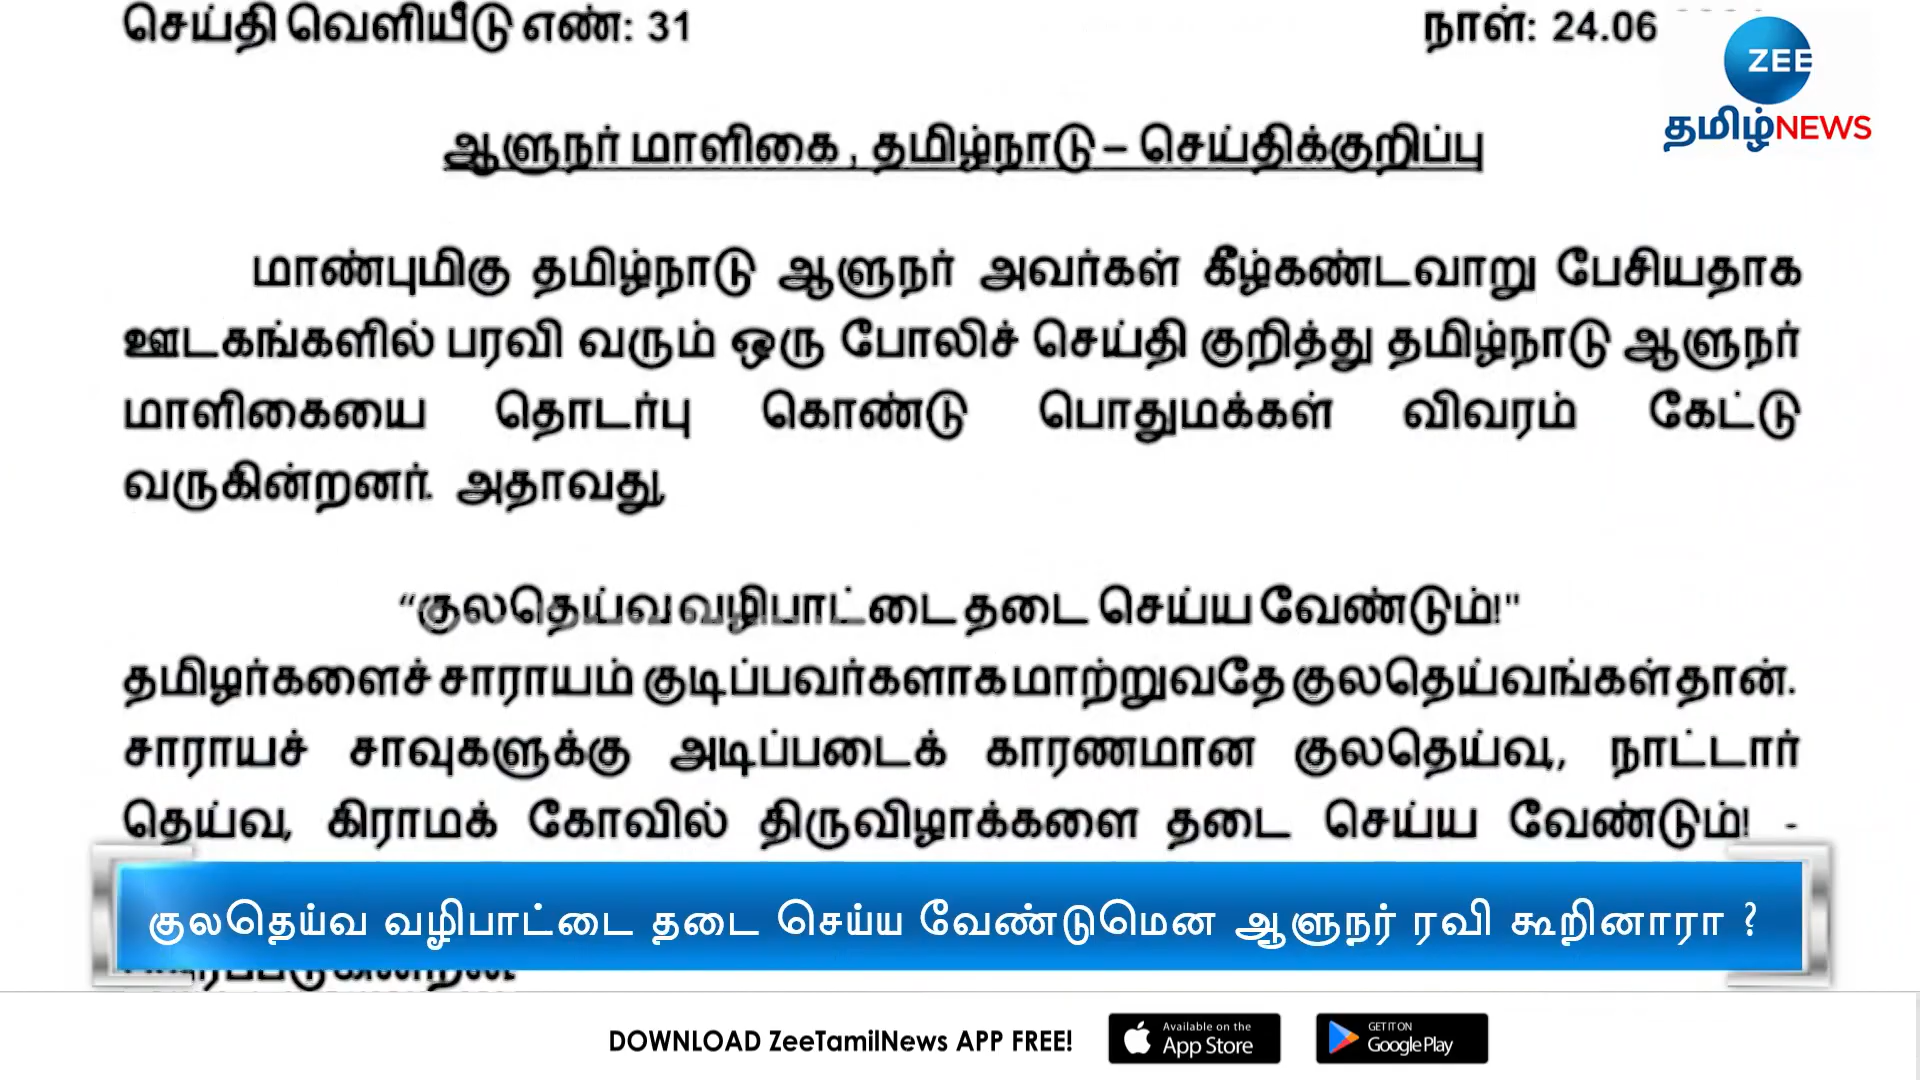 செய்தி வெளியீடு எண்: 31
நாள்: 24.06
ZEE
தமிழ்NEWS
ஆளுநர் மாளிகை , தமிழ்நாடு – செய்திக்குறிப்பு
மாண்புமிகு தமிழ்நாடு ஆளுநர் அவர்கள் கீழ்கண்டவாறு பேசியதாக
ஊடகங்களில் பரவி வரும் ஒரு போலிச் செய்தி குறித்து தமிழ்நாடு ஆளுநர்
மாளிகையை தொடர்பு கொண்டு பொதுமக்கள் விவரம் கேட்டு
வருகின்றனர். அதாவது,
“குலதெய்வ வழிபாட்டை தடை செய்ய வேண்டும்!"
தமிழர்களைச் சாராயம் குடிப்பவர்களாக மாற்றுவதே குலதெய்வங்கள் தான்.
சாராயச் சாவுகளுக்கு அடிப்படைக் காரணமான குலதெய்வ,, நாட்டார்
தெய்வ, கிராமக் கோவில் திருவிழாக்களை தடை செய்ய வேண்டும்! -
குலதெய்வ வழிபாட்டை தடை செய்ய வேண்டுமென ஆளுநர் ரவி கூறினாரா ?
DOWNLOAD ZeeTamilNews APP FREE!
Available on the
App Store
GET IT ON
Google Play